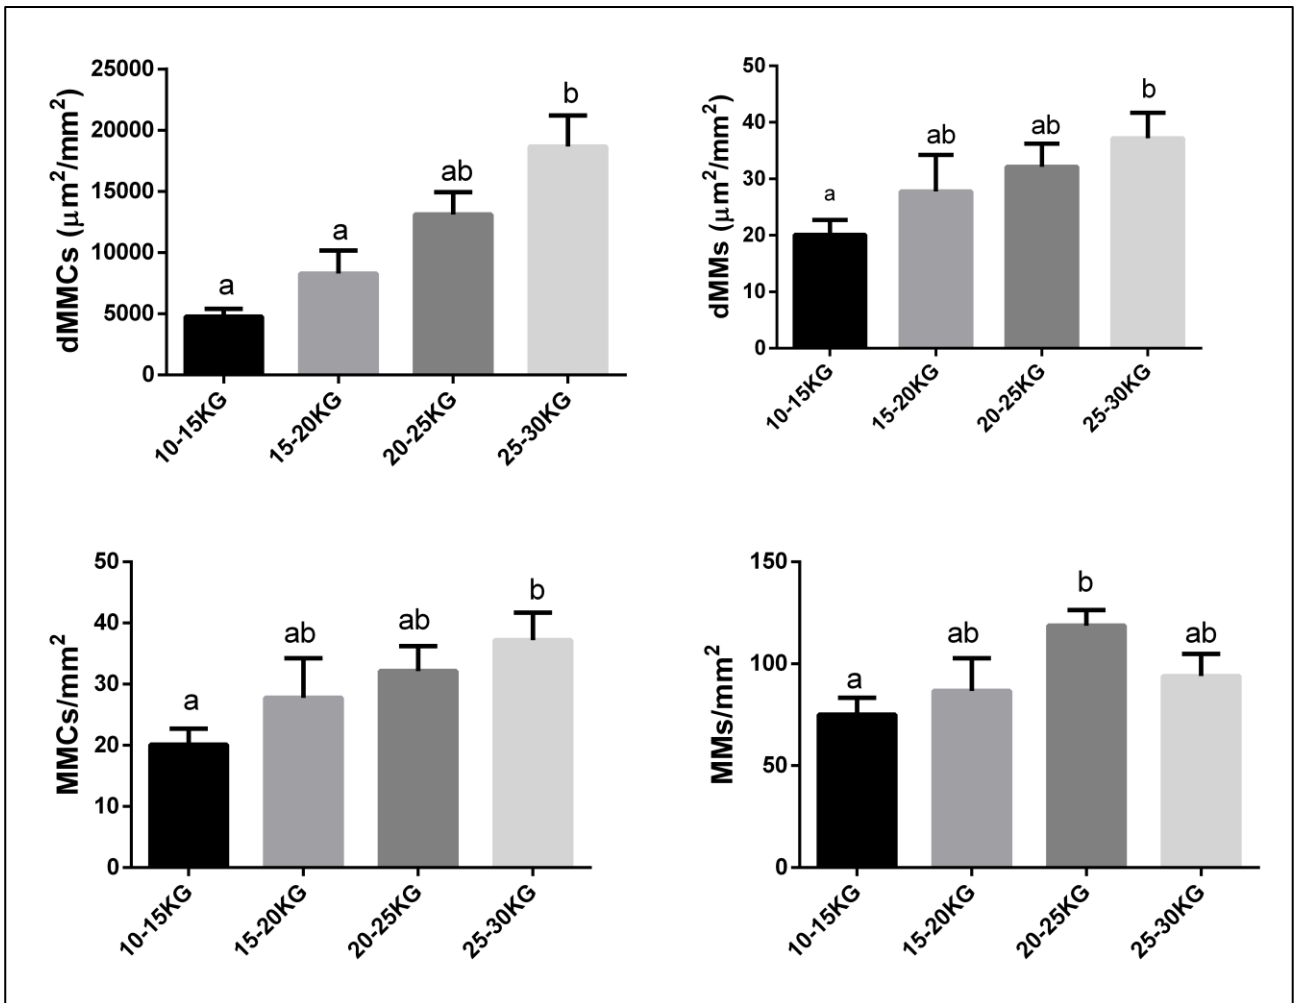 dMMCs (μm²/mm²)
25000
20000
15000
10000
5000
0
a
a
ab
b
10-15KG
15-20KG
20-25KG
25-30KG
dMMs (μm²/mm²)
50
40
30
20
10
0
a
ab
ab
b
10-15KG
15-20KG
20-25KG
25-30KG
MMCs/mm²
50
40
30
20
10
0
a
ab
ab
b
10-15KG
15-20KG
20-25KG
25-30KG
MMs/mm²
150
100
50
0
a
ab
b
ab
10-15KG
15-20KG
20-25KG
25-30KG